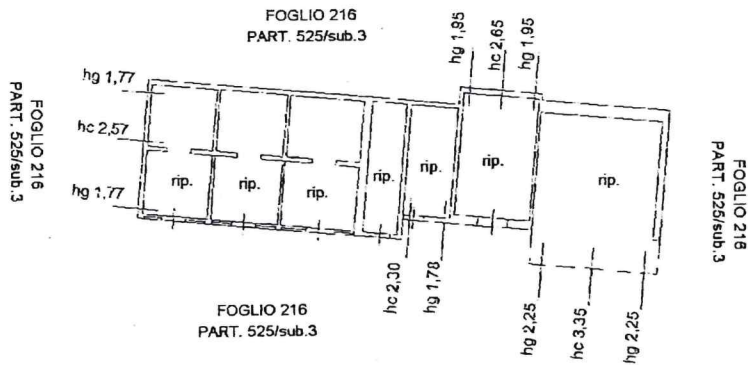 FOGLIO 216
PART. 525/sub.3
hg 1,95
hc 2,65
hg 1,95
hg 1,77
hc 2,57
hg 1,77
FOGLIO 216
PART. 525/sub.3
rip.
rip.
rip.
rip.
rip.
rip.
rip.
FOGLIO 216
PART. 525/sub.3
hc 2,30
hg 1,78
hg 2,25
hc 3,35
hg 2,25
FOGLIO 216
PART. 525/sub.3